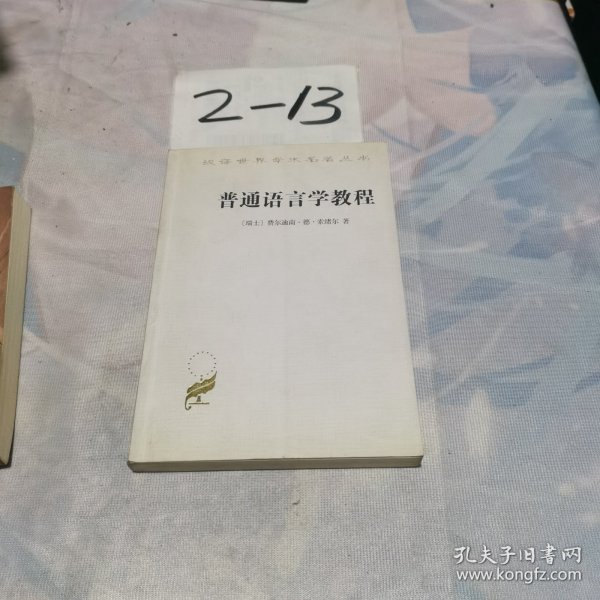 2-13
汉译世界学术名著丛书
普通语言学教程
〔瑞士〕费尔迪南·德·索绪尔 著
孔夫子旧书网
www.kongfz.com